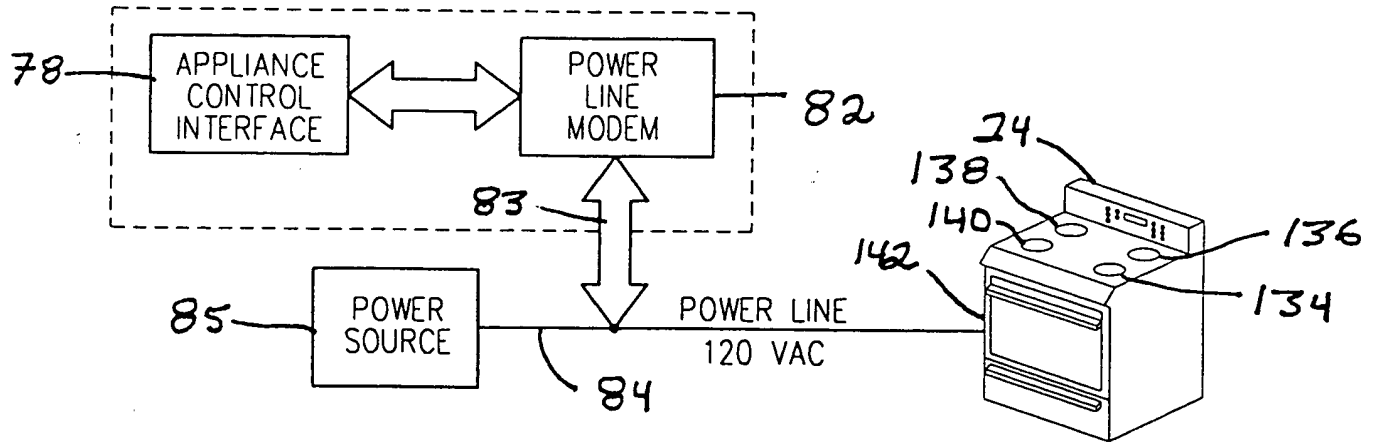 78
APPLIANCE
CONTROL
INTERFACE
POWER
LINE
MODEM
82
83
24
138
140
142
136
134
85
POWER
SOURCE
84
POWER LINE
120 VAC